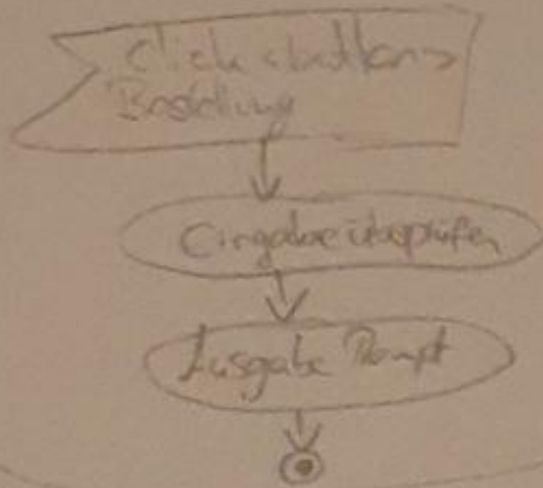 Click <button>
Bestellung
Eingabe überprüfen
Ausgabe Prompt